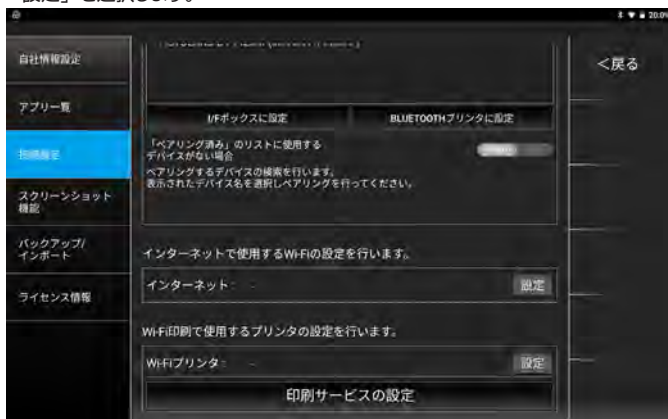 「設定」を選択します。
20:09
自社情報設定
<戻る
アプリ一覧
I/Fボックスに設定
BLUETOOTHプリンタに設定
接続設定
「ペアリング済み」のリストに使用する
デバイスがない場合
ペアリングするデバイスの検索を行います。
表示されたデバイス名を選択しペアリングを行ってください。
スクリーンショット
機能
バックアップ/
インポート
インターネットで使用するWi-Fiの設定を行います。
インターネット: -
設定
ライセンス情報
Wi-Fi印刷で使用するプリンタの設定を行います。
Wi-Fiプリンタ: -
設定
印刷サービスの設定